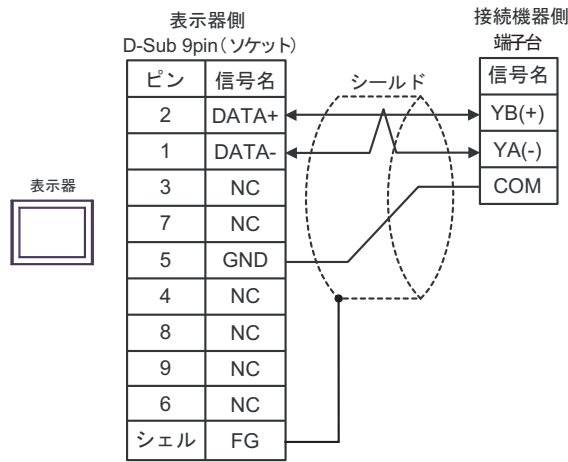 表示器側
D-Sub 9pin(ソケット)
接続機器側
端子台
ピン 信号名
シールド
信号名
2 DATA+
YB(+)
1 DATA-
YA(-)
3 NC
COM
表示器
7 NC
5 GND
4 NC
8 NC
9 NC
6 NC
シェル FG